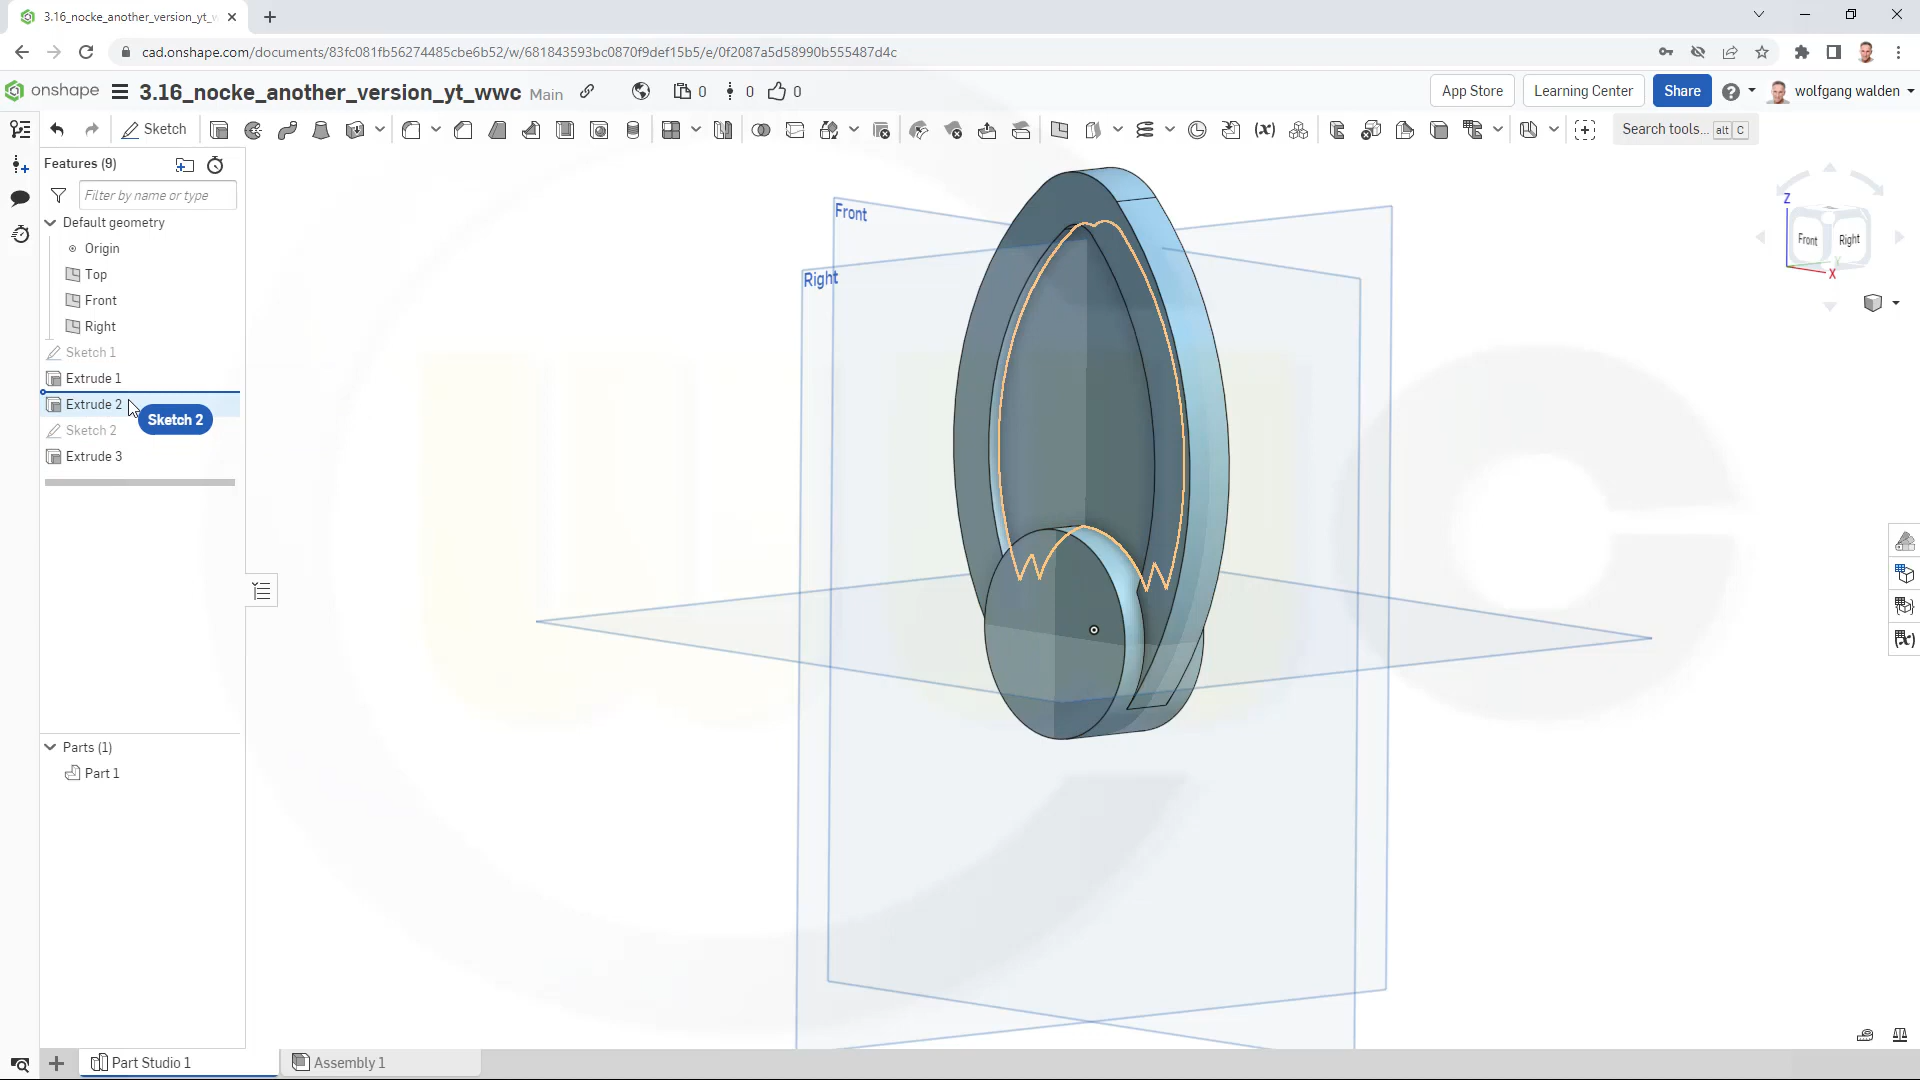 3.16_nocke_another_version_yt_w
cad.onshape.com/documents/83fc081fb56274485cbe6b52/w/681843593bc0870f9def15b5/e/0f2087a5d58990b555487d4c
onshape
3.16_nocke_another_version_yt_wwc Main
0
0
0
App Store
Learning Center
Share
wolfgang walden
Sketch
Search tools... alt C
Features (9)
Filter by name or type
Default geometry
Origin
Top
Front
Right
Sketch 1
Extrude 1
Extrude 2
Sketch 2
Sketch 2
Extrude 3
Parts (1)
Part 1
Front
Right
Z
Front
Right
X
Part Studio 1
Assembly 1